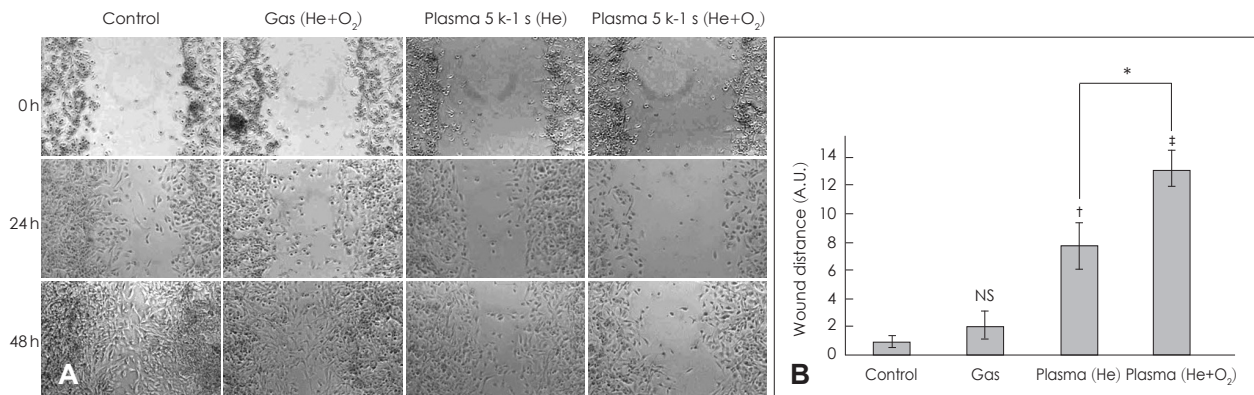 Control
Gas (He+O₂)
Plasma 5 k-1 s (He)
Plasma 5 k-1 s (He+O₂)
0 h
24 h
48 h
A
*
‡
†
NS
Wound distance (A.U.)
14
12
10
8
6
4
2
0
Control
Gas
Plasma (He)
Plasma (He+O₂)
B